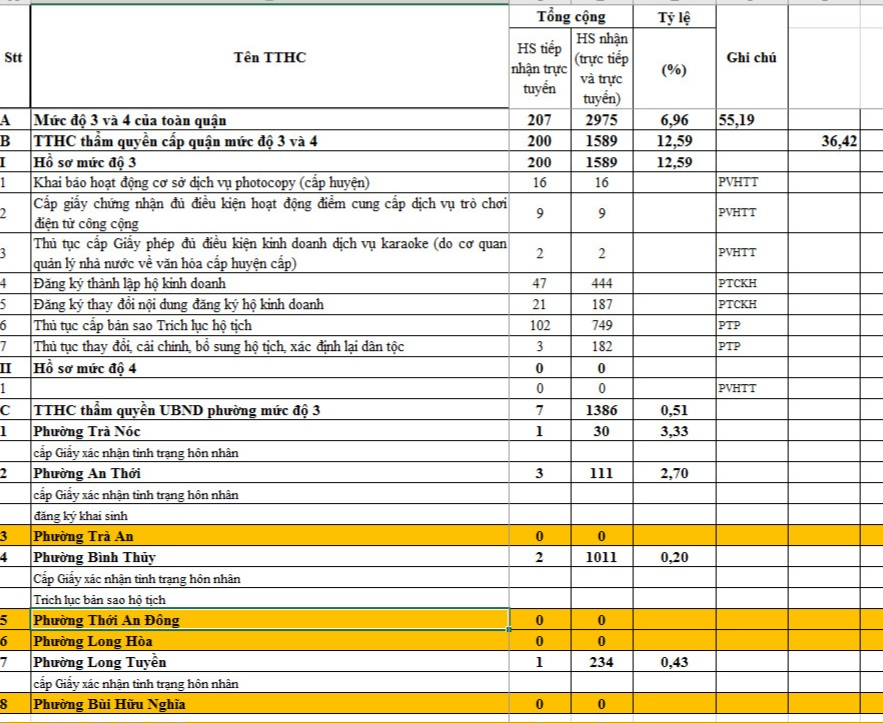 Stt Tên TTHC Tổng cộng Tỷ lệ Ghi chú
HS tiếp nhận trực tuyến HS nhận (trực tiếp và trực tuyến) (%)
A Mức độ 3 và 4 của toàn quận 207 2975 6,96 55,19
B TTHC thẩm quyền cấp quận mức độ 3 và 4 200 1589 12,59 36,42
I Hồ sơ mức độ 3 200 1589 12,59
1 Khai báo hoạt động cơ sở dịch vụ photocopy (cấp huyện) 16 16 PVHTT
2 Cấp giấy chứng nhận đủ điều kiện hoạt động điểm cung cấp dịch vụ trò chơi
điện tử công cộng 9 9 PVHTT
3 Thủ tục cấp Giấy phép đủ điều kiện kinh doanh dịch vụ karaoke (do cơ quan
quản lý nhà nước về văn hóa cấp huyện cấp) 2 2 PVHTT
4 Đăng ký thành lập hộ kinh doanh 47 444 PTCKH
5 Đăng ký thay đổi nội dung đăng ký hộ kinh doanh 21 187 PTCKH
6 Thủ tục cấp bản sao Trích lục hộ tịch 102 749 PTP
7 Thủ tục thay đổi, cải chính, bổ sung hộ tịch, xác định lại dân tộc 3 182 PTP
II Hồ sơ mức độ 4 0 0
1 0 0 PVHTT
C TTHC thẩm quyền UBND phường mức độ 3 7 1386 0,51
1 Phường Trà Nóc 1 30 3,33
cấp Giấy xác nhận tình trạng hôn nhân
2 Phường An Thới 3 111 2,70
cấp Giấy xác nhận tình trạng hôn nhân
đăng ký khai sinh
3 Phường Trà An 0 0
4 Phường Bình Thủy 2 1011 0,20
Cấp Giấy xác nhận tình trạng hôn nhân
Trích lục bản sao hộ tịch
5 Phường Thới An Đông 0 0
6 Phường Long Hòa 0 0
7 Phường Long Tuyền 1 234 0,43
cấp Giấy xác nhận tình trạng hôn nhân
8 Phường Bùi Hữu Nghĩa 0 0